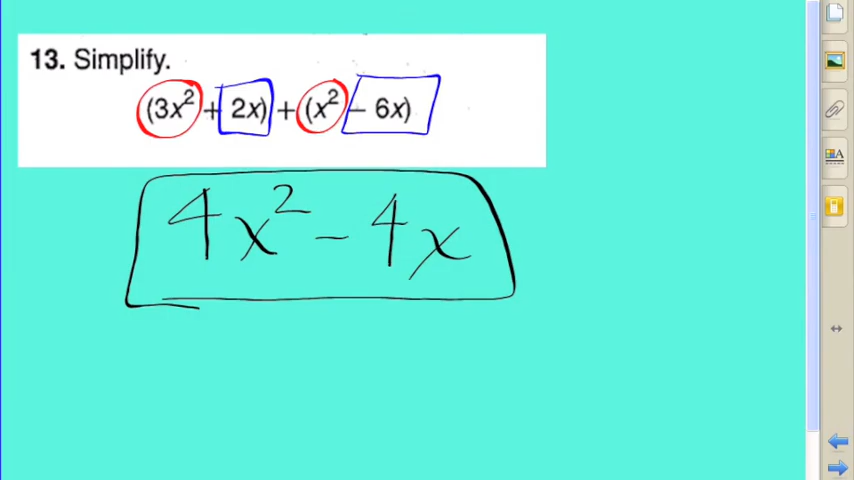 13. Simplify.
(3x² + 2x) + (x² – 6x)
4x² – 4x